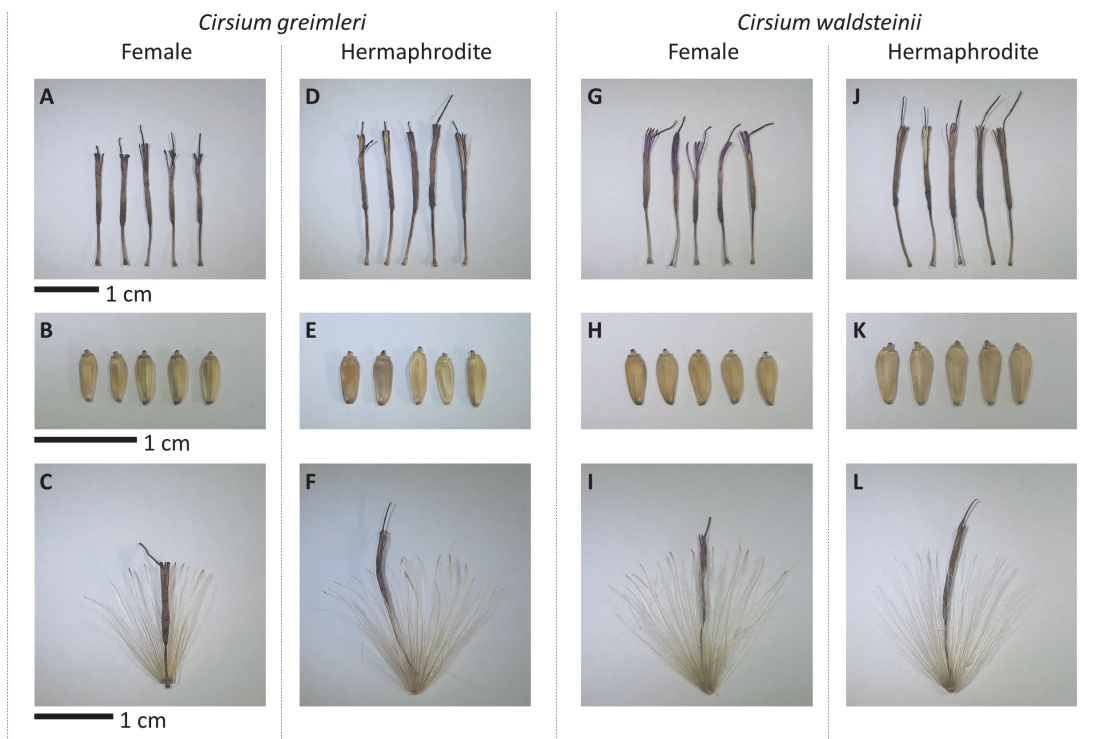 Cirsium greimleri
Cirsium waldsteinii
Female
Hermaphrodite
Female
Hermaphrodite
A
D
G
J
1 cm
B
E
H
K
1 cm
C
F
I
L
1 cm